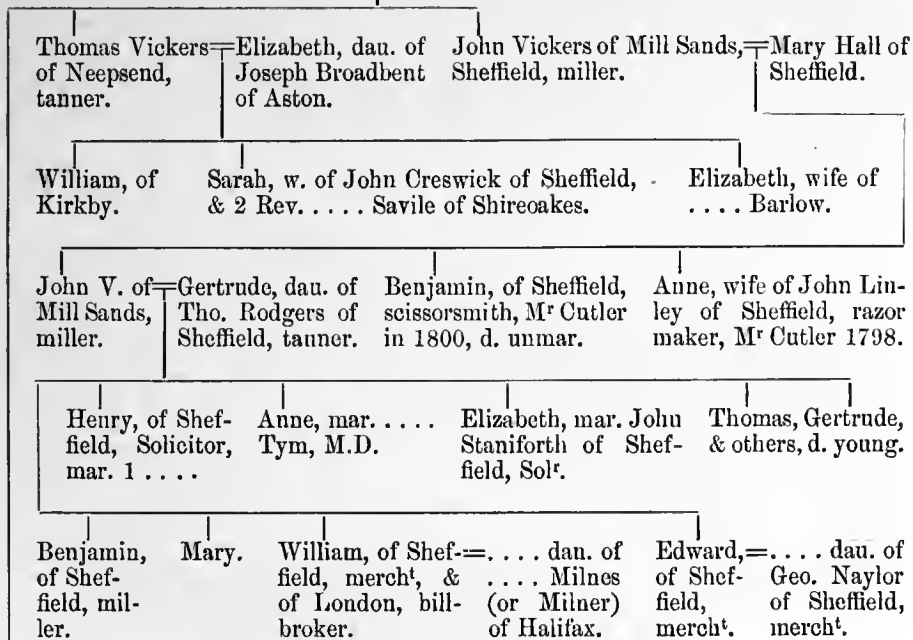 Thomas Vickers=Elizabeth, dau. of
of Neepsend, Joseph Broadbent
tanner. of Aston.
John Vickers of Mill Sands,=Mary Hall of
Sheffield, miller. Sheffield.
William, of
Kirkby.
Sarah, w. of John Creswick of Sheffield,
& 2 Rev. .... Savile of Shireoakes.
Elizabeth, wife of
.... Barlow.
John V. of=Gertrude, dau. of
Mill Sands, Tho. Rodgers of
miller. Sheffield, tanner.
Benjamin, of Sheffield,
scissorsmith, Mʳ Cutler
in 1800, d. unmar.
Anne, wife of John Lin-
ley of Sheffield, razor
maker, Mʳ Cutler 1798.
Henry, of Shef-
field, Solicitor,
mar. 1 ....
Anne, mar. ....
Tym, M.D.
Elizabeth, mar. John
Staniforth of Shef-
field, Solʳ.
Thomas, Gertrude,
& others, d. young.
Benjamin,
of Shef-
field, mil-
ler.
Mary.
William, of Shef-=.... dau. of
field, merchᵗ, & .... Milnes
of London, bill- (or Milner)
broker. of Halifax.
Edward,=.... dau. of
of Shef- Geo. Naylor
field, of Sheffield,
merchᵗ. merchᵗ.